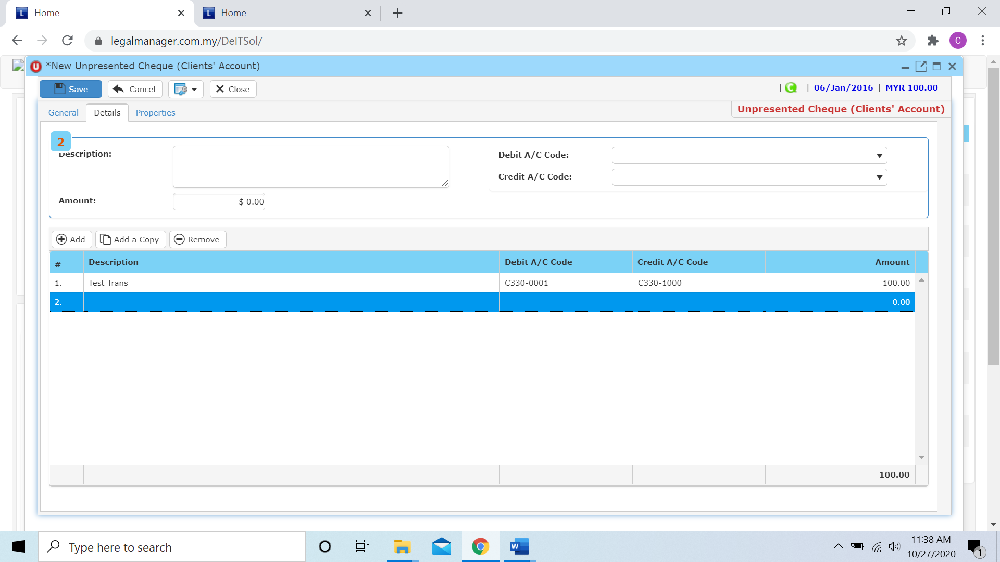 Home
Home
legalmanager.com.my/DeITSol/
*New Unpresented Cheque (Clients' Account)
Save
Cancel
Close
| | 06/Jan/2016 | MYR 100.00
General
Details
Properties
Unpresented Cheque (Clients' Account)
2
Description:
Debit A/C Code:
Credit A/C Code:
Amount:
$ 0.00
Add
Add a Copy
Remove
# Description Debit A/C Code Credit A/C Code Amount
1. Test Trans C330-0001 C330-1000 100.00
2. 0.00
100.00
Type here to search
11:38 AM
10/27/2020
1